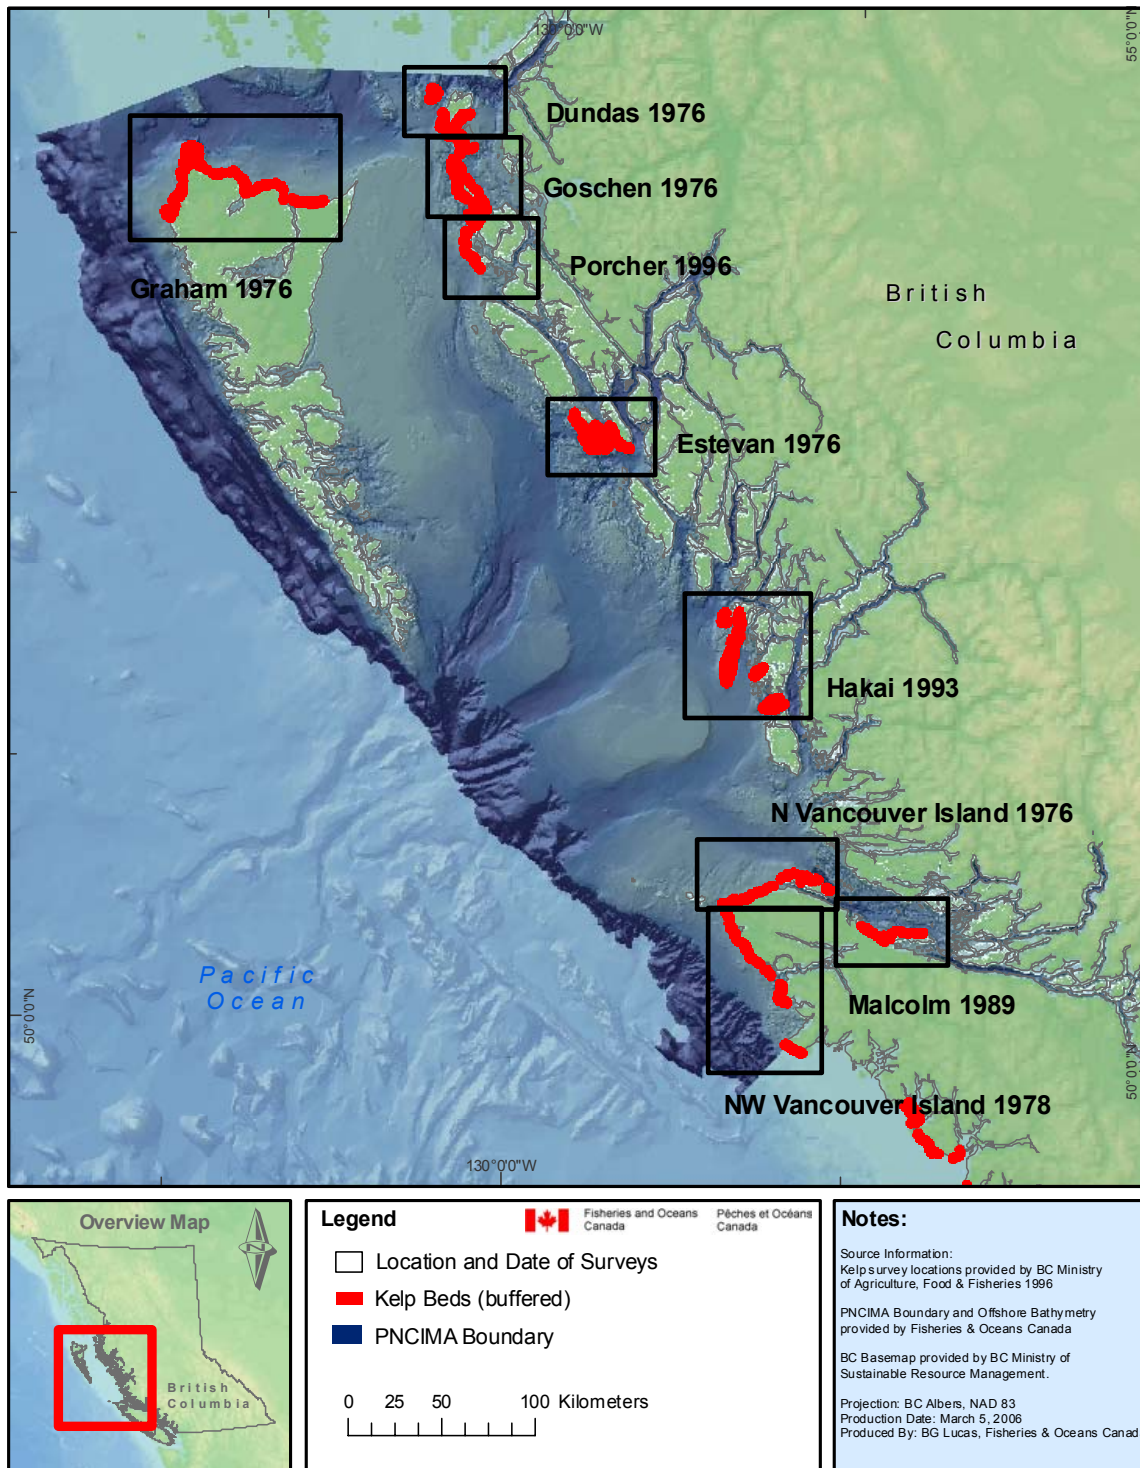 130°0'0"W
55°0'0"N
Dundas 1976
Goschen 1976
Porcher 1996
Graham 1976
British
Columbia
Estevan 1976
Hakai 1993
N Vancouver Island 1976
Pacific
Ocean
50°0'0"N
Malcolm 1989
50°0'0"N
NW Vancouver Island 1978
130°0'0"W
Overview Map
N
British
Columbia
Legend
Fisheries and Oceans
Canada
Pêches et Océans
Canada
Location and Date of Surveys
Kelp Beds (buffered)
PNCIMA Boundary
0 25 50 100 Kilometers
Notes:
Source Information:
Kelp survey locations provided by BC Ministry
of Agriculture, Food & Fisheries 1996
PNCIMA Boundary and Offshore Bathymetry
provided by Fisheries & Oceans Canada
BC Basemap provided by BC Ministry of
Sustainable Resource Management.
Projection: BC Albers, NAD 83
Production Date: March 5, 2006
Produced By: BG Lucas, Fisheries & Oceans Canad